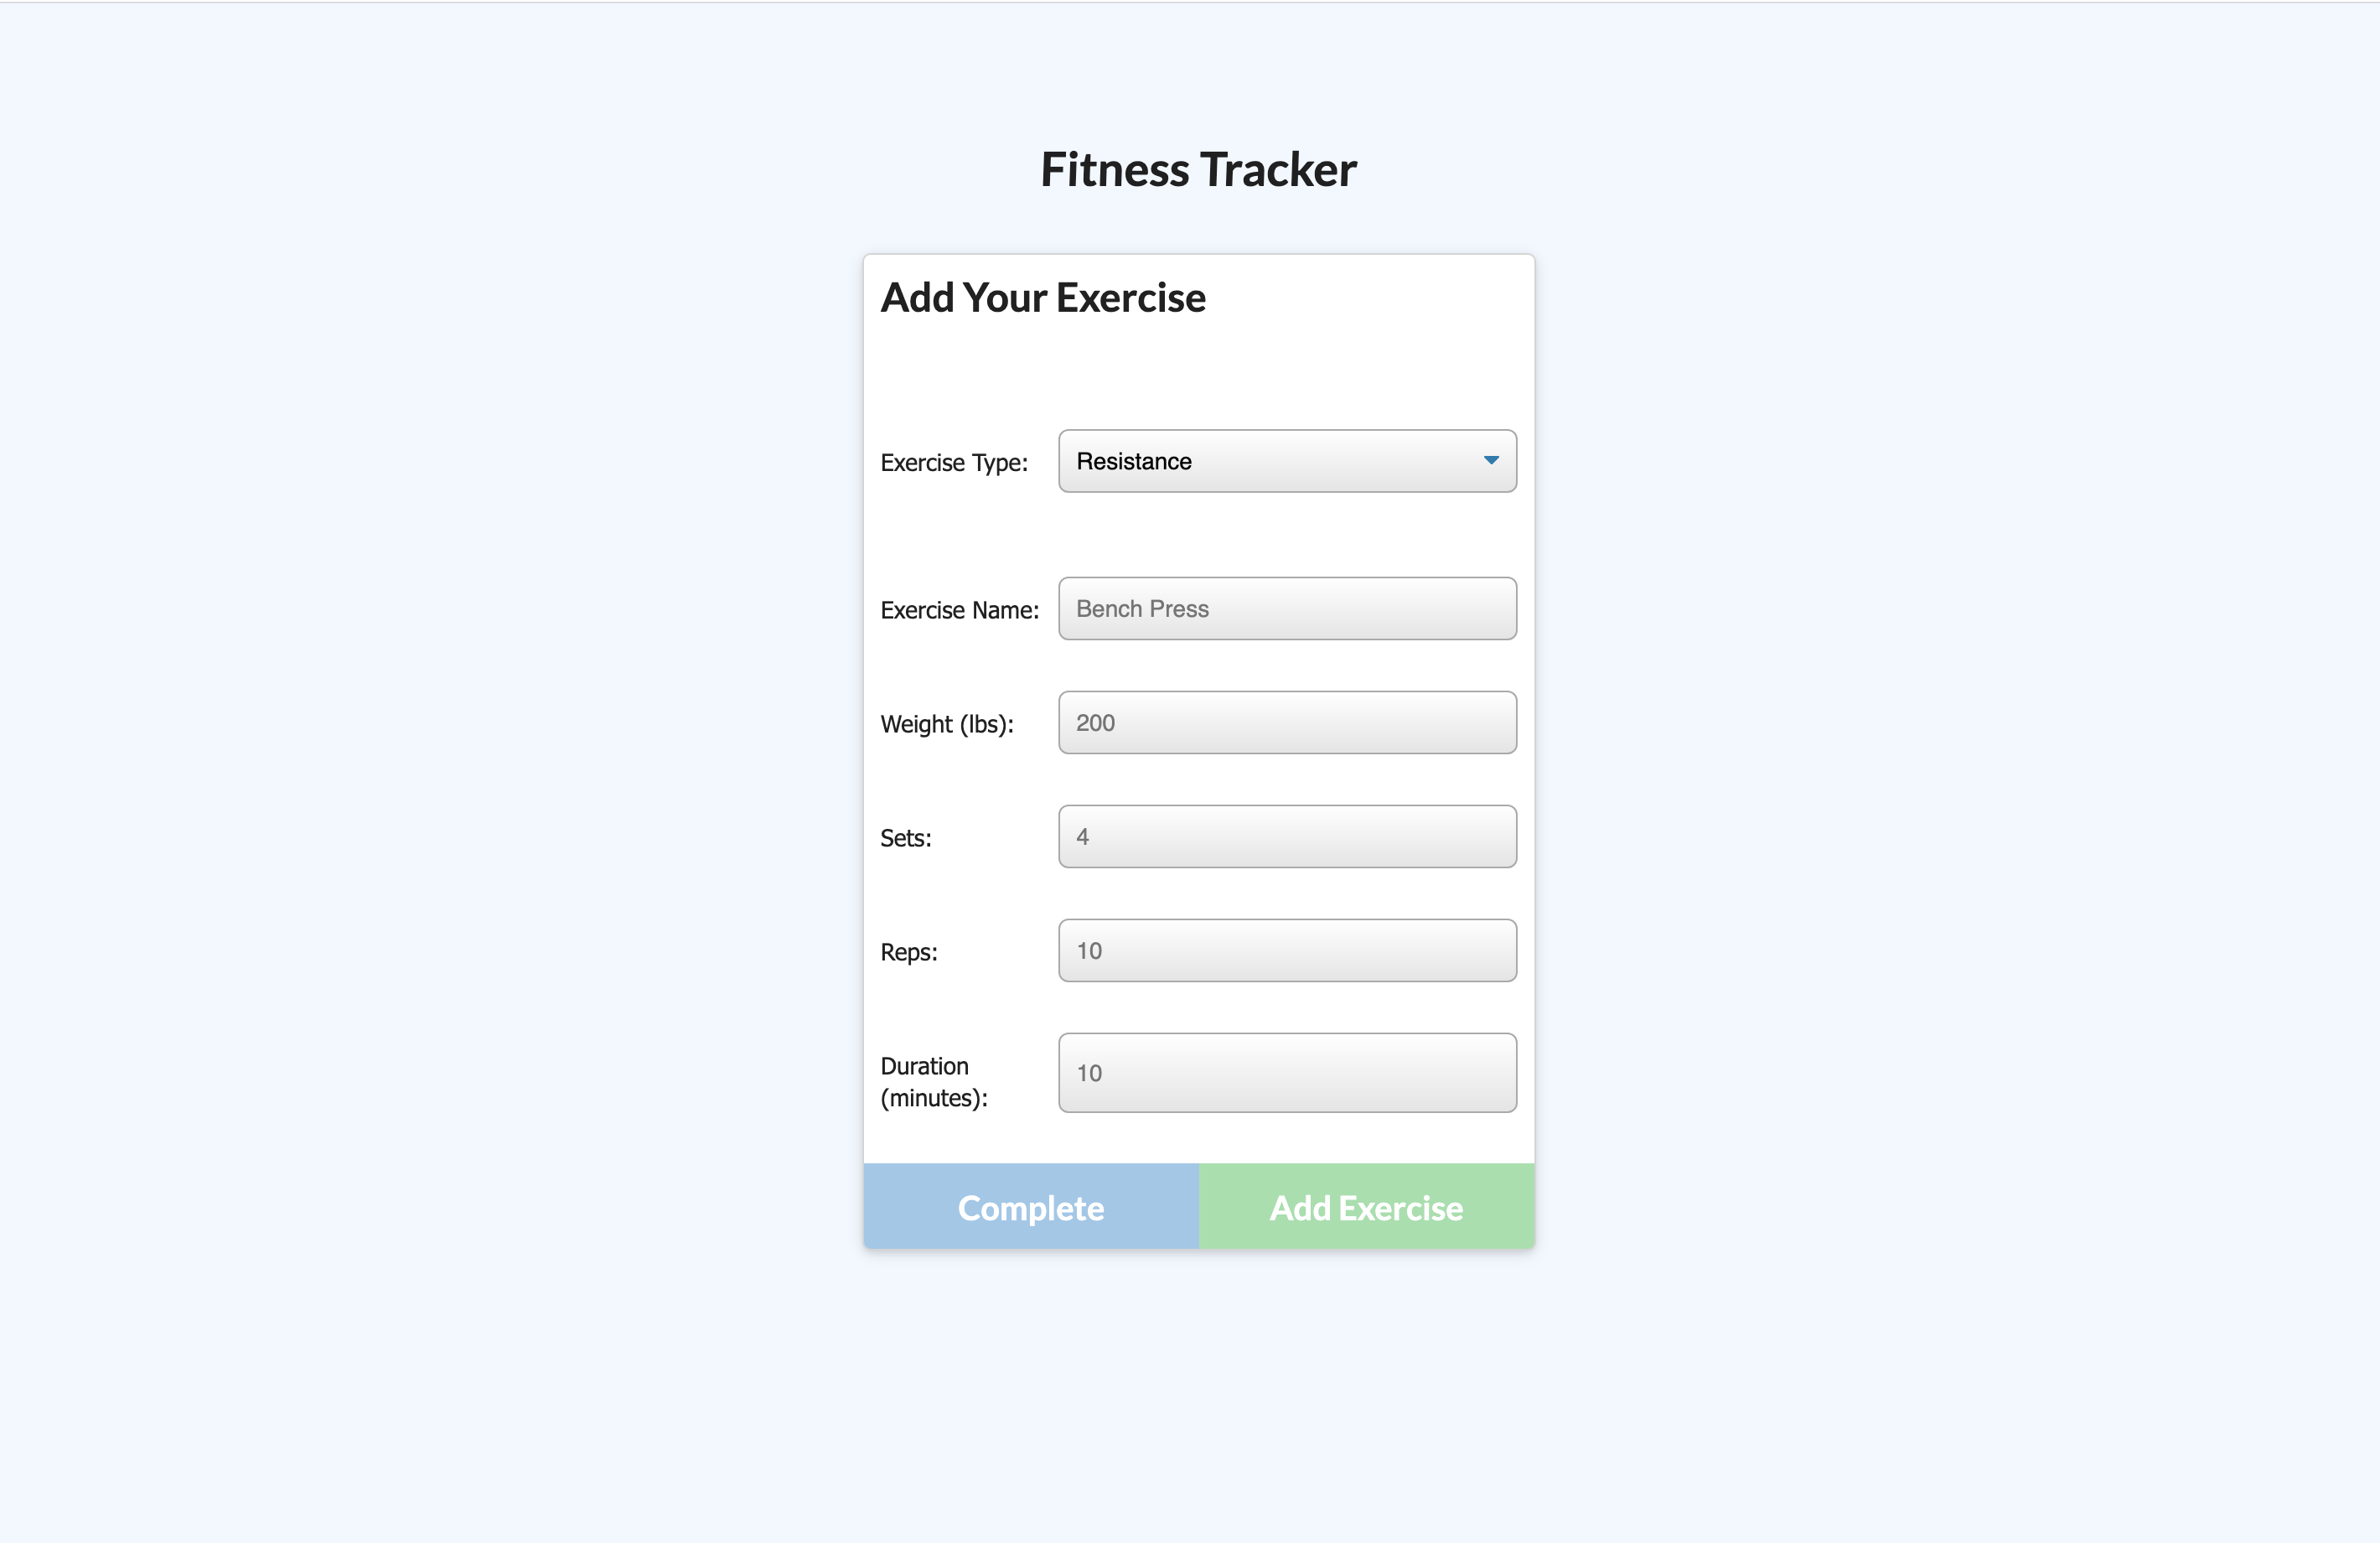 Fitness Tracker
Add Your Exercise
Exercise Type: Resistance
Exercise Name: Bench Press
Weight (lbs): 200
Sets: 4
Reps: 10
Duration
(minutes): 10
Complete Add Exercise